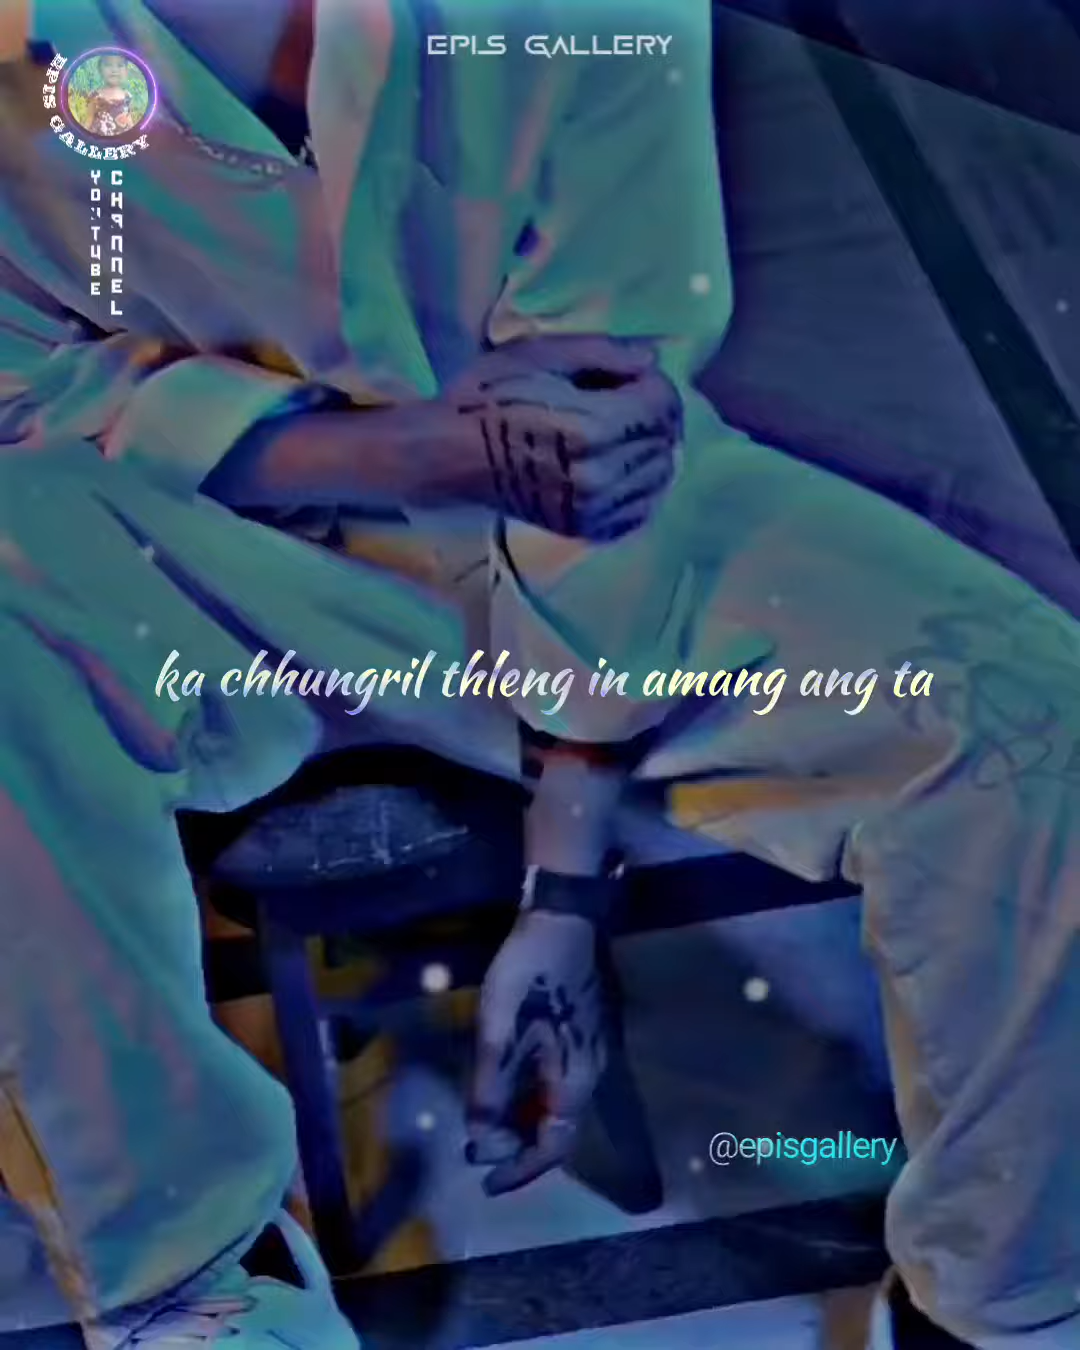 EPIS GALLERY
EPIS GALLERY
YOUTUBE
CHANNEL
ka chhungril thleng in amang ang ta
@episgallery